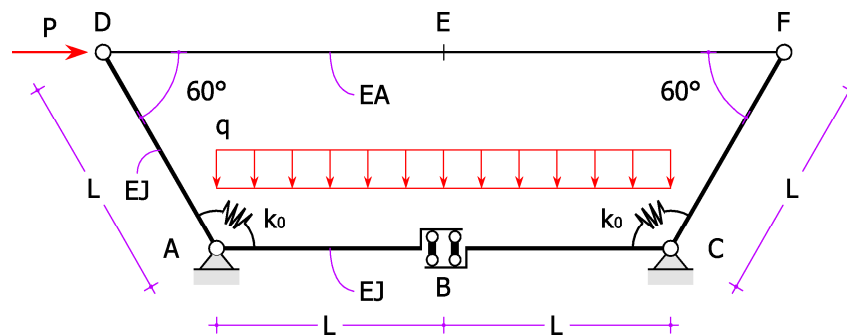 P D E F
60° EA 60°
q
L EJ L
k₀ k₀
A B C
EJ
L L